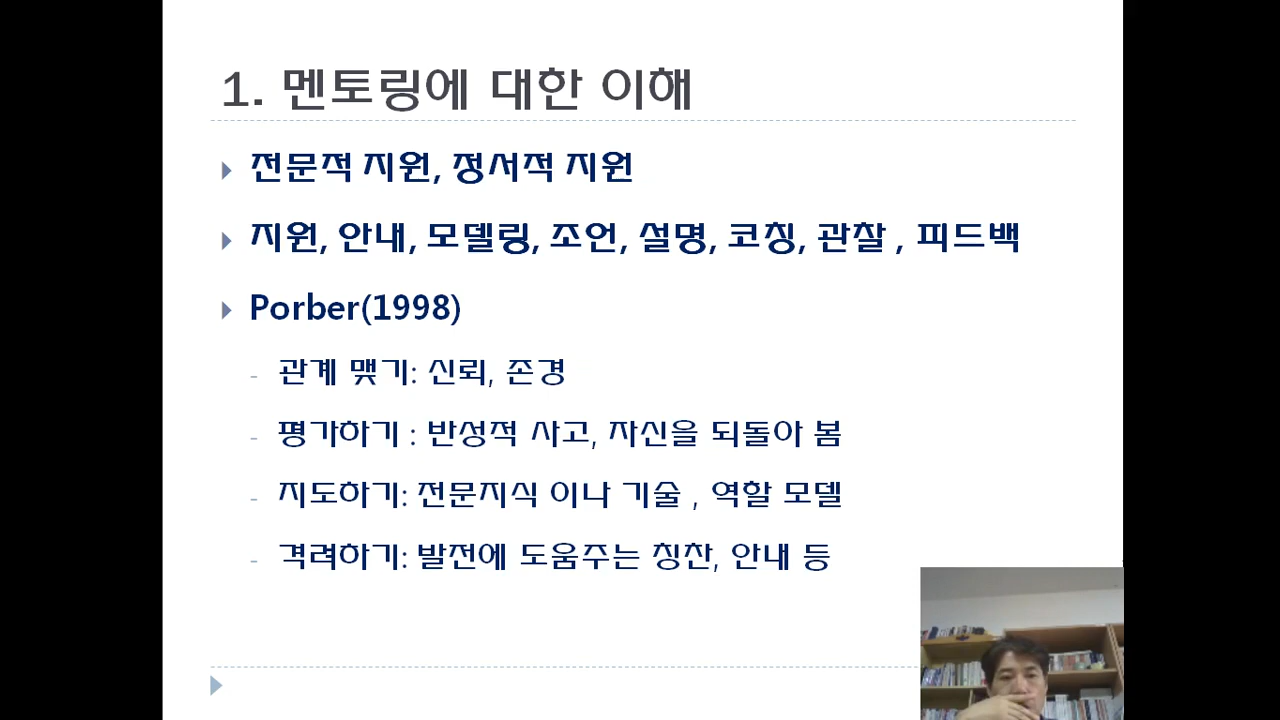 1. 멘토링에 대한 이해
전문적 지원, 정서적 지원
지원, 안내, 모델링, 조언, 설명, 코칭, 관찰 , 피드백
Porber(1998)
- 관계 맺기: 신뢰, 존경
- 평가하기 : 반성적 사고, 자신을 되돌아 봄
- 지도하기: 전문지식 이나 기술 , 역할 모델
- 격려하기: 발전에 도움주는 칭찬, 안내 등